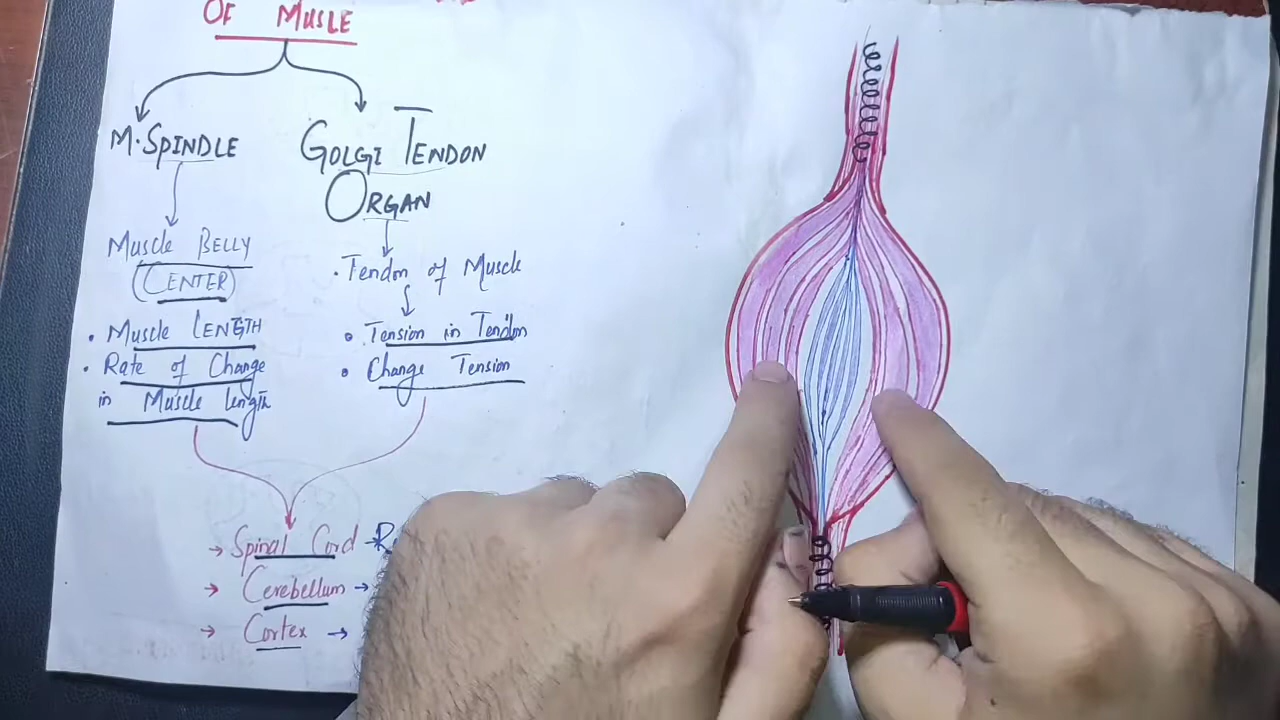 OF MUSLE
M.SPINDLE
GOLGI TENDON
ORGAN
Muscle BELLY
CENTER
• Muscle LENGTH
• Rate of Change
in Muscle length
• Tendon of Muscle
• Tension in Tendon
• Change Tension
→ Spinal Cord
→ Cerebellum →
→ Cortex →